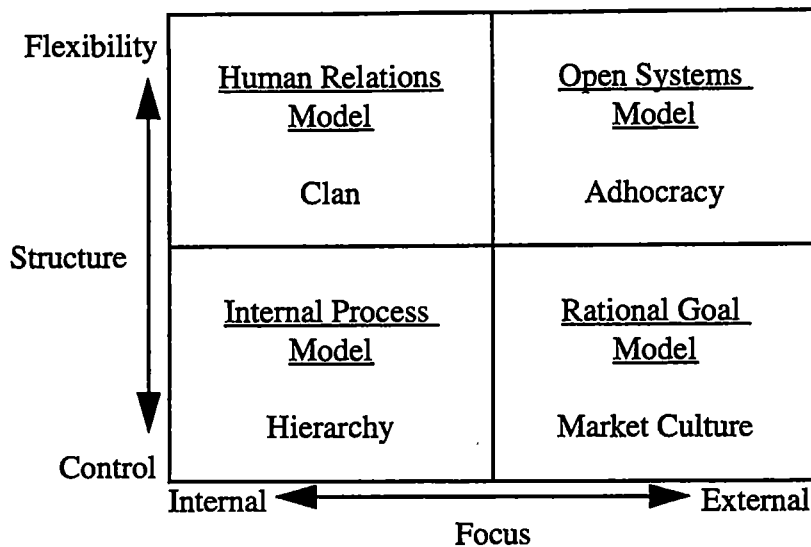 Flexibility
Human Relations
Model
Clan
Open Systems
Model
Adhocracy
Structure
Internal Process
Model
Hierarchy
Rational Goal
Model
Market Culture
Control
Internal
External
Focus